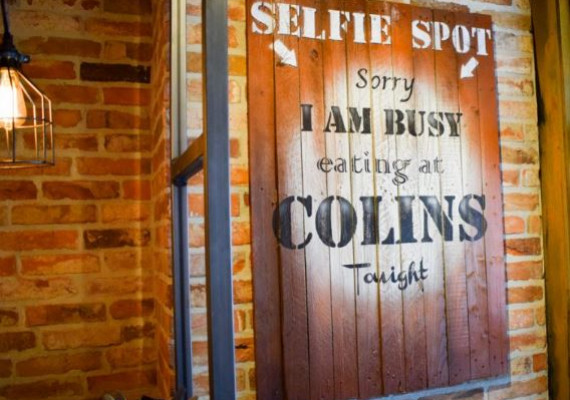 SELFIE SPOT
Sorry
I AM BUSY
eating at
COLINS
Tonight